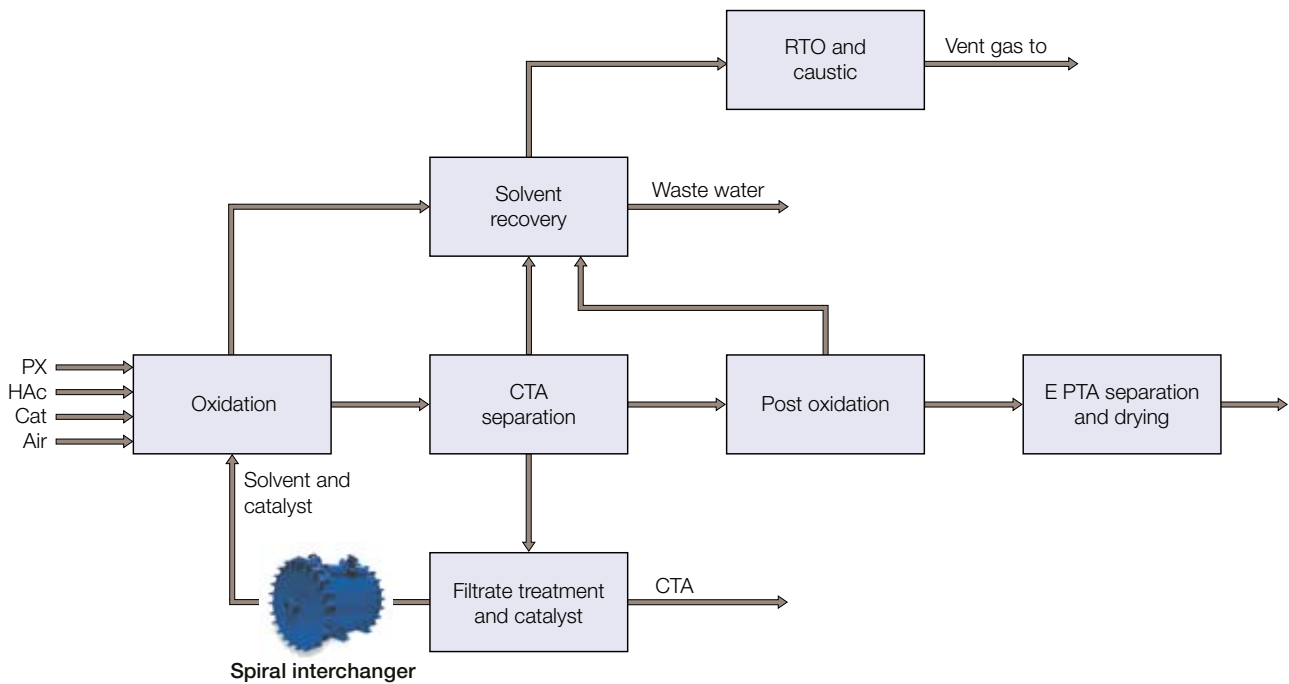 RTO and
caustic
Vent gas to
Solvent
recovery
Waste water
PX
HAc
Cat
Air
Oxidation
CTA
separation
Post oxidation
E PTA separation
and drying
Solvent and
catalyst
Filtrate treatment
and catalyst
CTA
Spiral interchanger